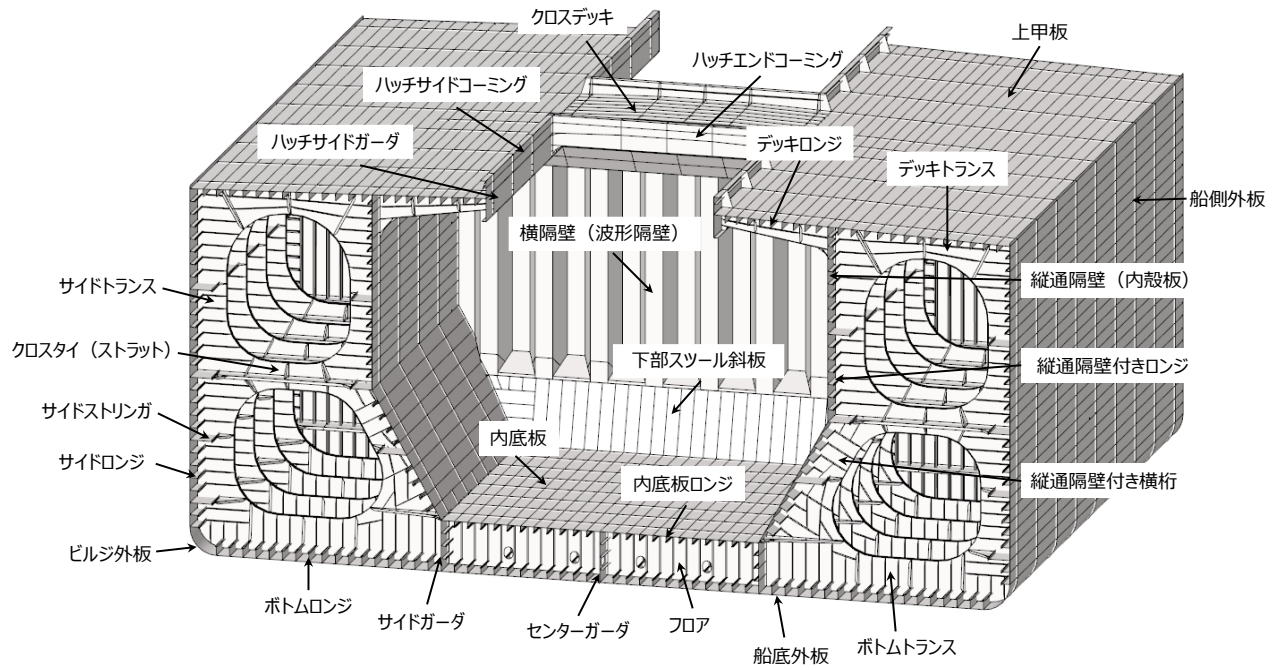 クロスデッキ
上甲板
ハッチエンドコーミング
ハッチサイドコーミング
デッキロンジ
ハッチサイドガーダ
デッキトランス
船側外板
横隔壁（波形隔壁）
サイドトランス
縦通隔壁（内殻板）
クロスタイ（ストラット）
下部スツール斜板
縦通隔壁付きロンジ
サイドストリンガ
内底板
サイドロンジ
内底板ロンジ
縦通隔壁付き横桁
ビルジ外板
ボトムロンジ
サイドガーダ
センターガーダ
フロア
船底外板
ボトムトランス